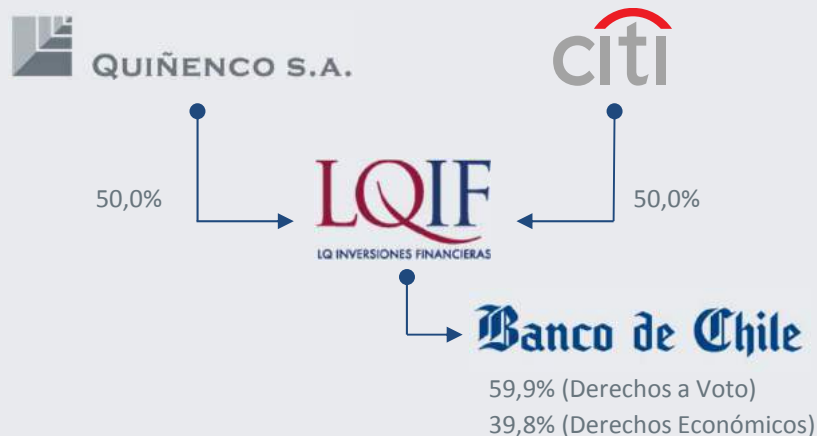 QUIÑENCO S.A.
citi
50,0%
50,0%
LQIF
LQ INVERSIONES FINANCIERAS
Banco de Chile
59,9% (Derechos a Voto)
39,8% (Derechos Económicos)